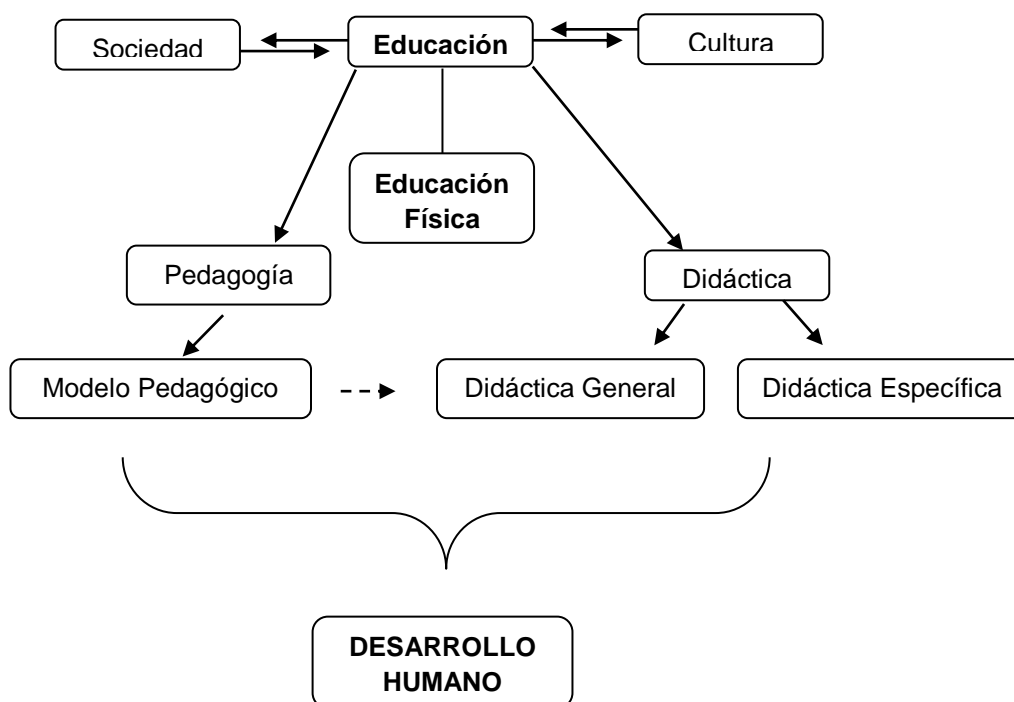 Sociedad
Educación
Cultura
Educación
Física
Pedagogía
Didáctica
Modelo Pedagógico
Didáctica General
Didáctica Específica
DESARROLLO
HUMANO